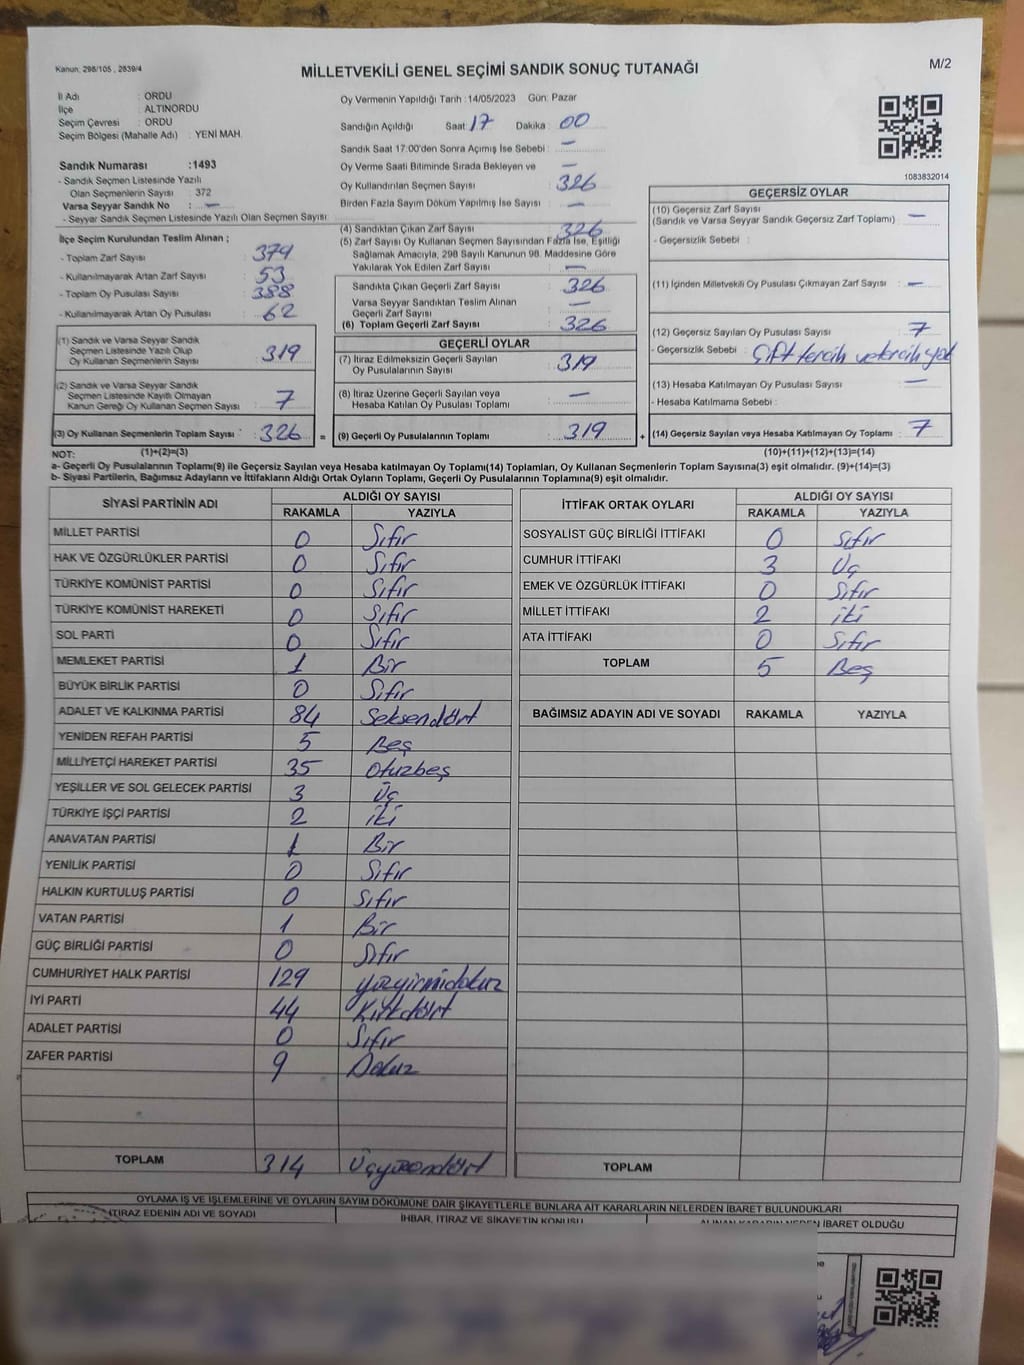 Kanun: 298/105 , 2839/4
MİLLETVEKİLİ GENEL SEÇİMİ SANDIK SONUÇ TUTANAĞI
M/2
İl Adı : ORDU
İlçe : ALTINORDU
Seçim Çevresi : ORDU
Seçim Bölgesi (Mahalle Adı) : YENİ MAH.
Sandık Numarası :1493
- Sandık Seçmen Listesinde Yazılı
Olan Seçmenlerin Sayısı : 372
Varsa Seyyar Sandık No : —
- Seyyar Sandık Seçmen Listesinde Yazılı Olan Seçmen Sayısı:
Oy Vermenin Yapıldığı Tarih :14/05/2023 Gün: Pazar
Sandığın Açıldığı Saat: 17 Dakika : 00
Sandık Saat 17:00'den Sonra Açımış İse Sebebi : —
Oy Verme Saati Bitiminde Sırada Bekleyen ve —
Oy Kullandırılan Seçmen Sayısı : 326
Birden Fazla Sayım Döküm Yapılmış İse Sayısı : —
1083832014
İlçe Seçim Kurulundan Teslim Alınan ;
- Toplam Zarf Sayısı : 379
- Kullanılmayarak Artan Zarf Sayısı : 53
- Toplam Oy Pusulası Sayısı : 388
- Kullanılmayarak Artan Oy Pusulası : 62
(1) Sandık ve Varsa Seyyar Sandık
Seçmen Listesinde Yazılı Olup
Oy Kullanan Seçmenlerin Sayısı : 319
(2) Sandık ve Varsa Seyyar Sandık
Seçmen Listesinde Kayıtlı Olmayan
Kanun Gereği Oy Kullanan Seçmen Sayısı : 7
(3) Oy Kullanan Seçmenlerin Toplam Sayısı : 326 =
(4) Sandıktan Çıkan Zarf Sayısı : 326
(5) Zarf Sayısı Oy Kullanan Seçmen Sayısından Fazla İse, Eşitliği
Sağlamak Amacıyla, 298 Sayılı Kanunun 98. Maddesine Göre
Yakılarak Yok Edilen Zarf Sayısı : —
Sandıkta Çıkan Geçerli Zarf Sayısı : 326
Varsa Seyyar Sandıktan Teslim Alınan
Geçerli Zarf Sayısı : —
(6) Toplam Geçerli Zarf Sayısı : 326
GEÇERLİ OYLAR
(7) İtiraz Edilmeksizin Geçerli Sayılan
Oy Pusulalarının Sayısı : 319
(8) İtiraz Üzerine Geçerli Sayılan veya
Hesaba Katılan Oy Pusulası Toplamı : —
(9) Geçerli Oy Pusulalarının Toplamı : 319 +
GEÇERSİZ OYLAR
(10) Geçersiz Zarf Sayısı
(Sandık ve Varsa Seyyar Sandık Geçersiz Zarf Toplamı) : —
- Geçersizlik Sebebi :
(11) İçinden Milletvekili Oy Pusulası Çıkmayan Zarf Sayısı : —
(12) Geçersiz Sayılan Oy Pusulası Sayısı : 7
- Geçersizlik Sebebi : Çift tercih ve tercih yok
(13) Hesaba Katılmayan Oy Pusulası Sayısı : —
- Hesaba Katılmama Sebebi :
(14) Geçersiz Sayılan veya Hesaba Katılmayan Oy Toplamı : 7
NOT: (1)+(2)=(3) (10)+(11)+(12)+(13)=(14)
a- Geçerli Oy Pusulalarının Toplamı(9) ile Geçersiz Sayılan veya Hesaba katılmayan Oy Toplamı(14) Toplamları, Oy Kullanan Seçmenlerin Toplam Sayısına(3) eşit olmalıdır. (9)+(14)=(3)
b- Siyasi Partilerin, Bağımsız Adayların ve İttifakların Aldığı Ortak Oyların Toplamı, Geçerli Oy Pusulalarının Toplamına(9) eşit olmalıdır.
SİYASİ PARTİNİN ADI ALDIĞI OY SAYISI
RAKAMLA YAZIYLA
MİLLET PARTİSİ 0 Sıfır
HAK VE ÖZGÜRLÜKLER PARTİSİ 0 Sıfır
TÜRKİYE KOMÜNİST PARTİSİ 0 Sıfır
TÜRKİYE KOMÜNİST HAREKETİ 0 Sıfır
SOL PARTİ 0 Sıfır
MEMLEKET PARTİSİ 1 Bir
BÜYÜK BİRLİK PARTİSİ 0 Sıfır
ADALET VE KALKINMA PARTİSİ 84 Seksendört
YENİDEN REFAH PARTİSİ 5 Beş
MİLLİYETÇİ HAREKET PARTİSİ 35 Otuzbeş
YEŞİLLER VE SOL GELECEK PARTİSİ 3 Üç
TÜRKİYE İŞÇİ PARTİSİ 2 iki
ANAVATAN PARTİSİ 1 Bir
YENİLİK PARTİSİ 0 Sıfır
HALKIN KURTULUŞ PARTİSİ 0 Sıfır
VATAN PARTİSİ 1 Bir
GÜÇ BİRLİĞİ PARTİSİ 0 Sıfır
CUMHURİYET HALK PARTİSİ 129 yüzyirmidokuz
İYİ PARTİ 44 Kırkdört
ADALET PARTİSİ 0 Sıfır
ZAFER PARTİSİ 9 Dokuz
TOPLAM 314 Üçyüzondört
İTTİFAK ORTAK OYLARI ALDIĞI OY SAYISI
RAKAMLA YAZIYLA
SOSYALİST GÜÇ BİRLİĞİ İTTİFAKI 0 Sıfır
CUMHUR İTTİFAKI 3 Üç
EMEK VE ÖZGÜRLÜK İTTİFAKI 0 Sıfır
MİLLET İTTİFAKI 2 iki
ATA İTTİFAKI 0 Sıfır
TOPLAM 5 Beş
BAĞIMSIZ ADAYIN ADI VE SOYADI RAKAMLA YAZIYLA
TOPLAM
OYLAMA İŞ VE İŞLEMLERİNE VE OYLARIN SAYIM DÖKÜMÜNE DAİR ŞİKAYETLERLE BUNLARA AİT KARARLARIN NELERDEN İBARET BULUNDUKLARI
İTİRAZ EDENİN ADI VE SOYADI İHBAR, İTİRAZ VE ŞİKAYETİN KONUSU ALINAN KARARIN NEDEN İBARET OLDUĞU